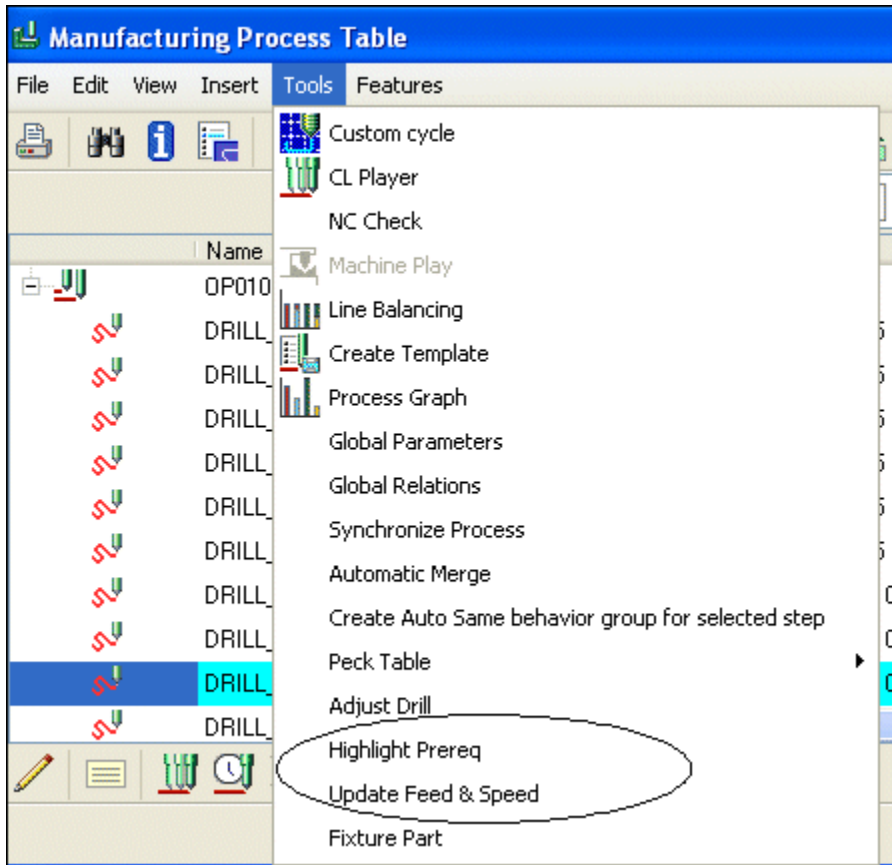 Manufacturing Process Table
File Edit View Insert Tools Features
Custom cycle
CL Player
NC Check
Name
Machine Play
OP010
Line Balancing
DRILL_
Create Template
DRILL_
Process Graph
DRILL_
Global Parameters
DRILL_
Global Relations
DRILL_
Synchronize Process
DRILL_
Automatic Merge
DRILL_
Create Auto Same behavior group for selected step
DRILL_
Peck Table
DRILL_
Adjust Drill
DRILL_
Highlight Prereq
Update Feed & Speed
Fixture Part